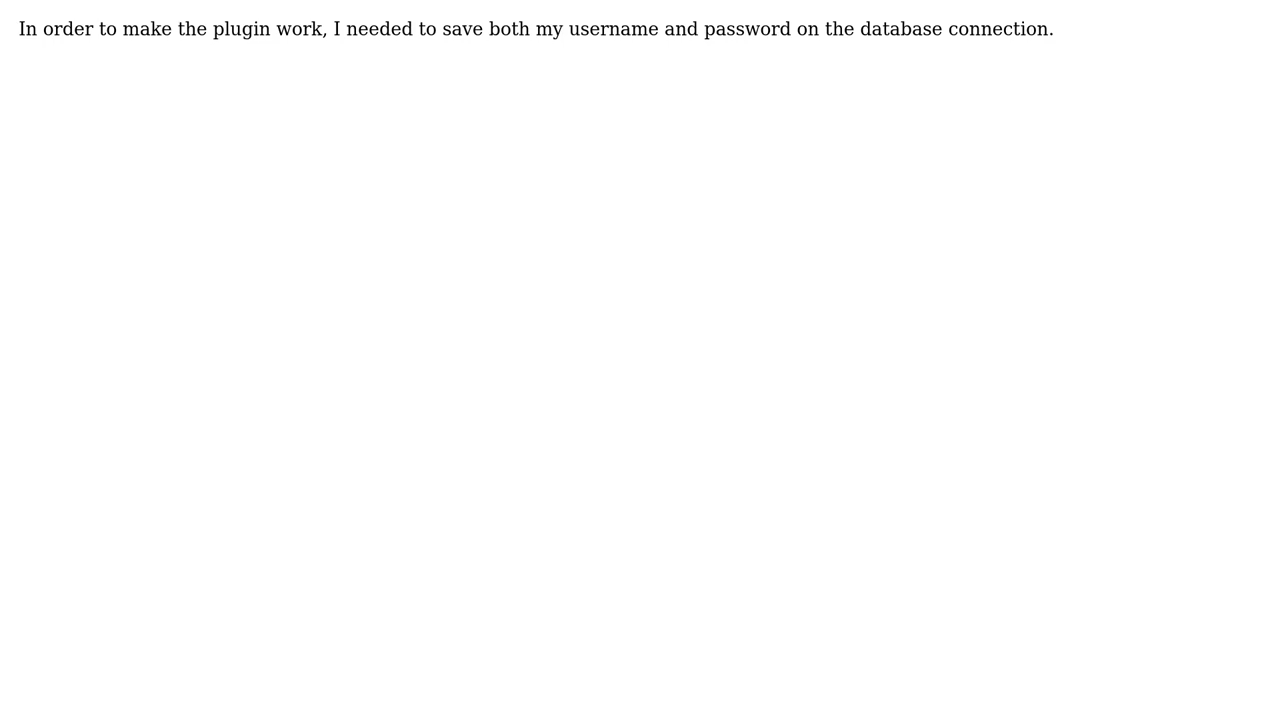 In order to make the plugin work, I needed to save both my username and password on the database connection.